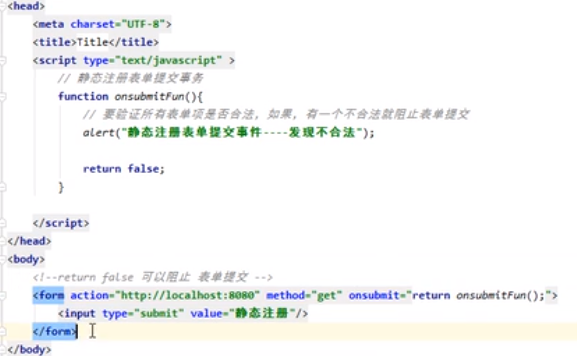 <head>
    <meta charset="UTF-8">
    <title>Title</title>
    <script type="text/javascript" >
        // 静态注册表单提交事务
        function onsubmitFun(){
            // 要验证所有表单项是否合法，如果，有一个不合法就阻止表单提交
            alert("静态注册表单提交事件----发现不合法");
            return false;
        }
    </script>
</head>
<body>
    <!--return false 可以阻止 表单提交 -->
    <form action="http://localhost:8080" method="get" onsubmit="return onsubmitFun();">
        <input type="submit" value="静态注册"/>
    </form>
</body>